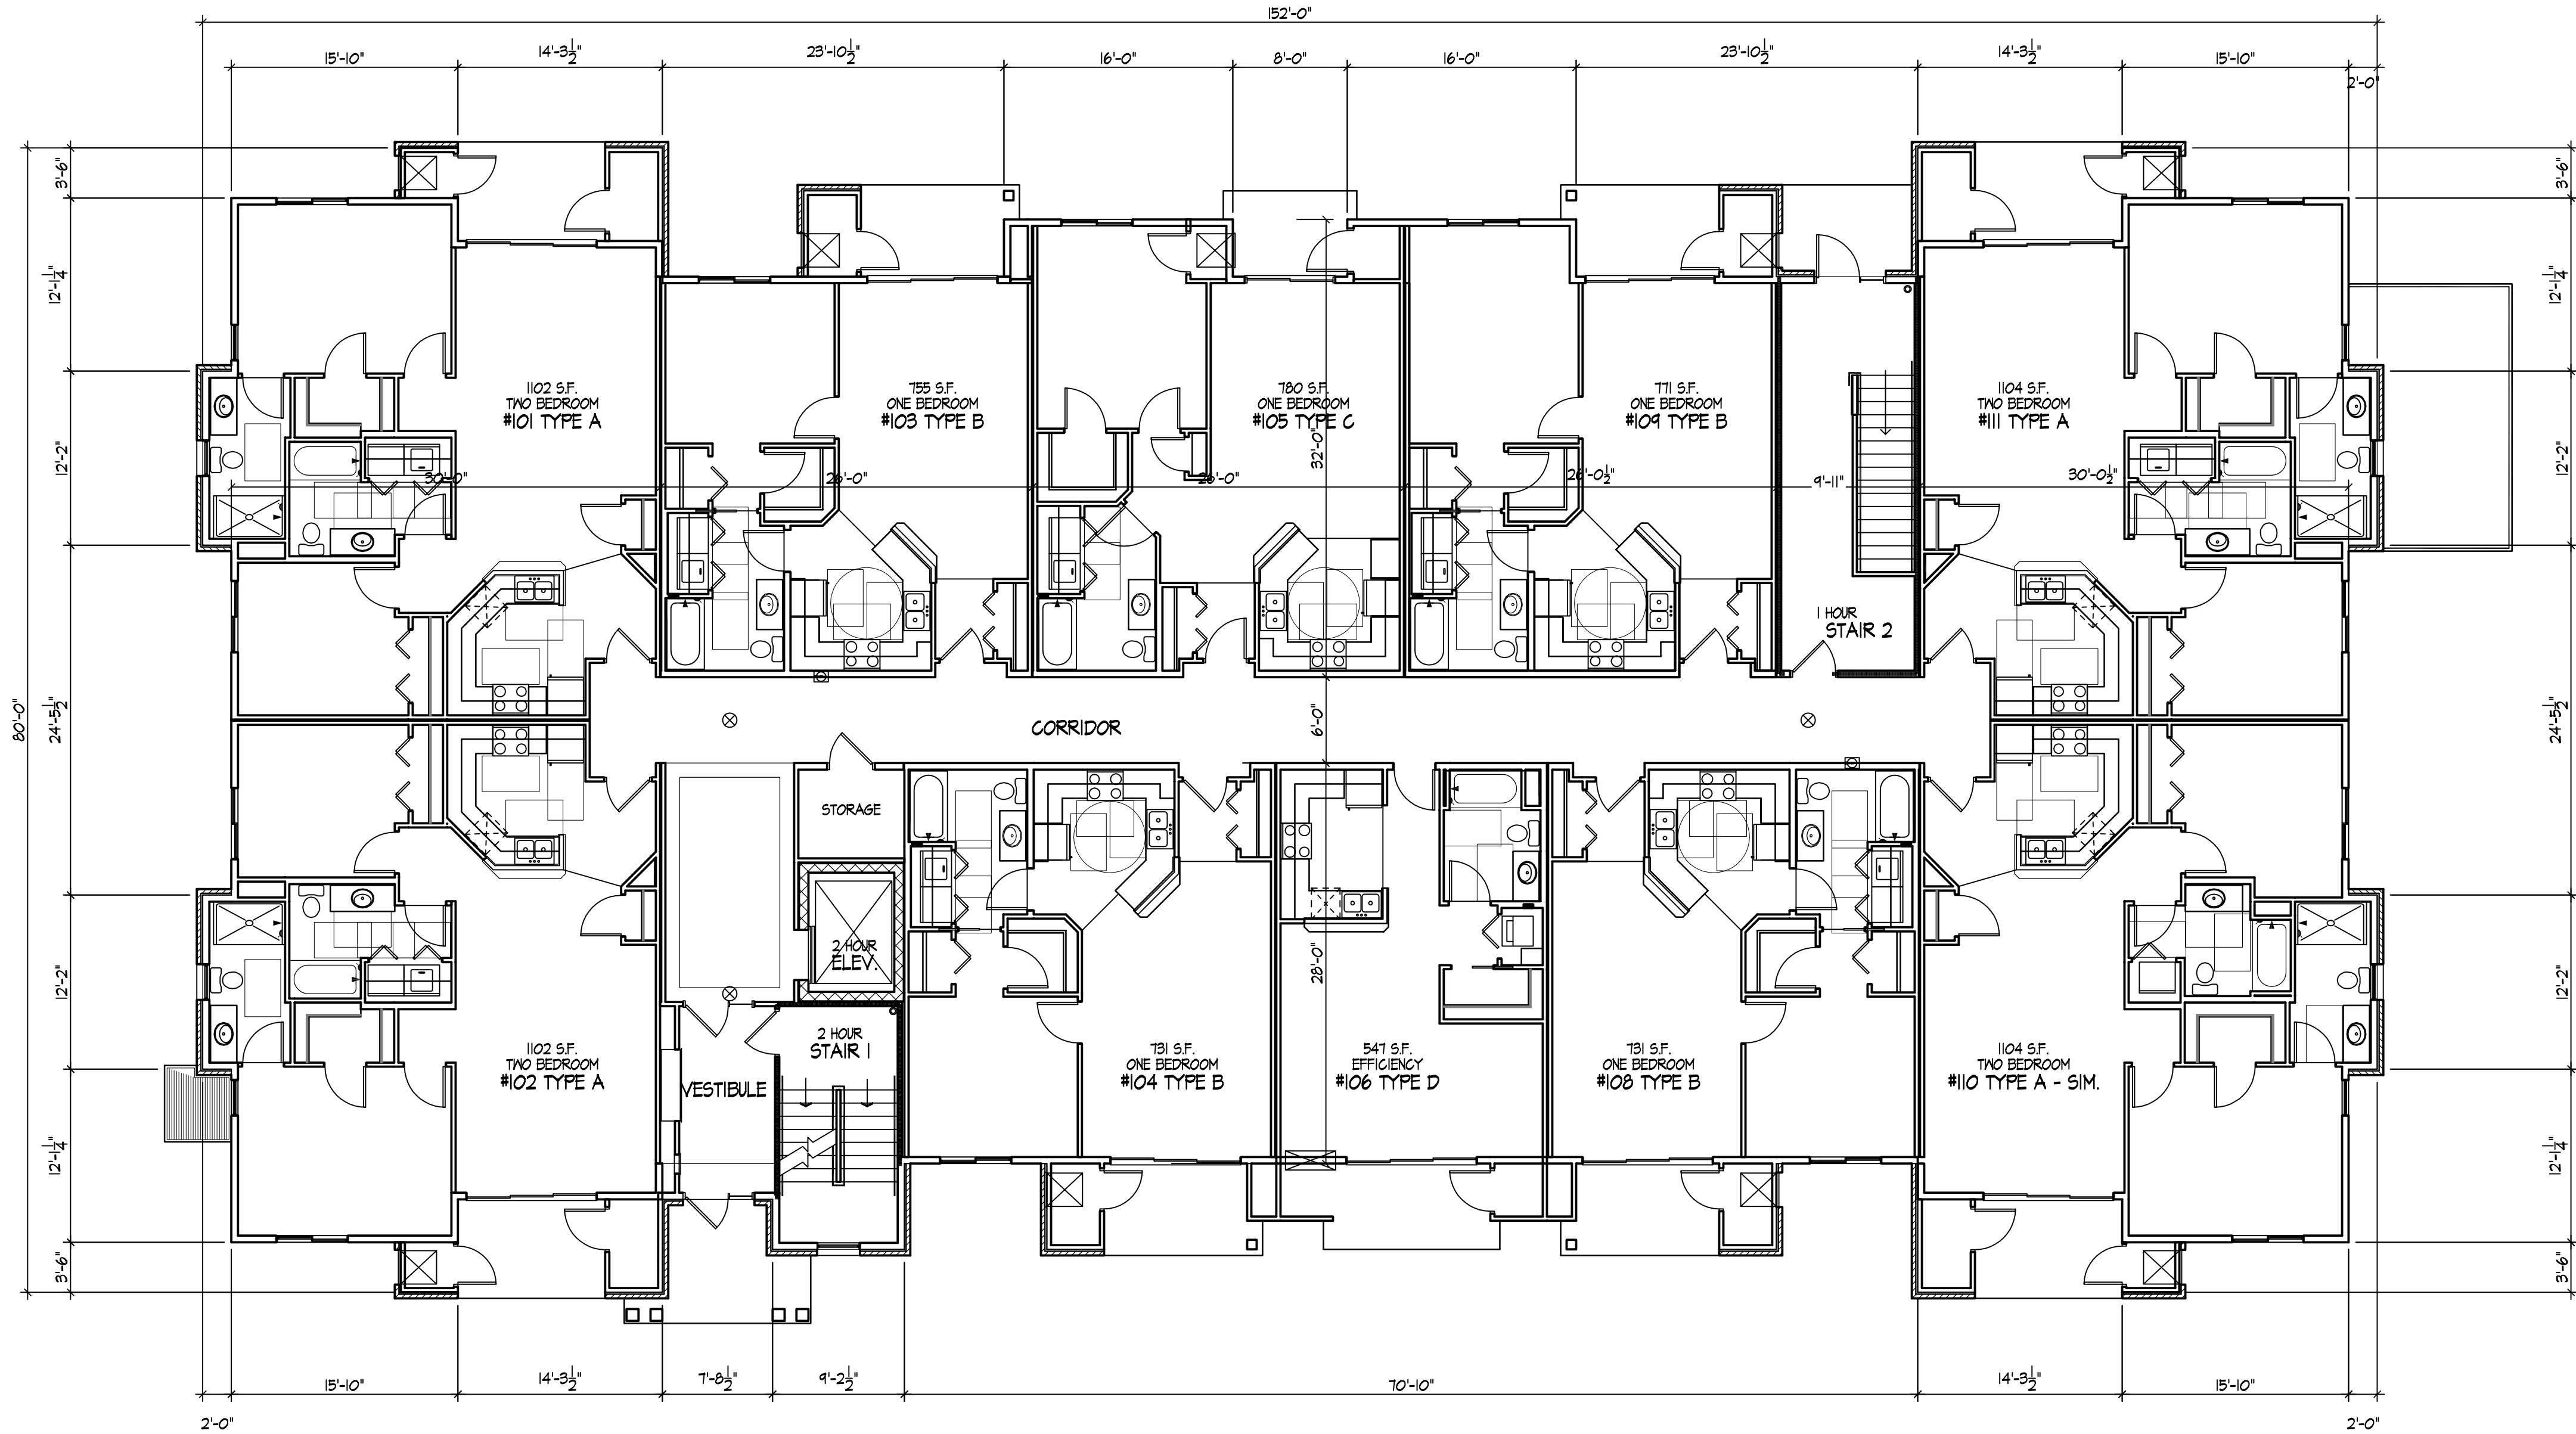 152'-0"
15'-10"
14'-3 1/2"
23'-10 1/2"
16'-0"
8'-0"
16'-0"
23'-10 1/2"
14'-3 1/2"
15'-10"
2'-0"
3'-6"
3'-6"
12'-1 1/4"
12'-1 1/4"
1102 S.F.
TWO BEDROOM
#101 TYPE A
755 S.F.
ONE BEDROOM
#103 TYPE B
780 S.F.
ONE BEDROOM
#105 TYPE C
771 S.F.
ONE BEDROOM
#109 TYPE B
1104 S.F.
TWO BEDROOM
#111 TYPE A
12'-2"
32'-0"
12'-2"
30'-0"
26'-0"
26'-0"
26'-0 1/2"
9'-11"
30'-0 1/2"
1 HOUR
STAIR 2
80'-0"
24'-5 1/2"
CORRIDOR
6'-0"
24'-5 1/2"
STORAGE
2 HOUR
ELEV.
28'-0"
12'-2"
12'-2"
2 HOUR
STAIR 1
VESTIBULE
1102 S.F.
TWO BEDROOM
#102 TYPE A
731 S.F.
ONE BEDROOM
#104 TYPE B
547 S.F.
EFFICIENCY
#106 TYPE D
731 S.F.
ONE BEDROOM
#108 TYPE B
1104 S.F.
TWO BEDROOM
#110 TYPE A - SIM.
12'-1 1/4"
12'-1 1/4"
3'-6"
3'-6"
15'-10"
14'-3 1/2"
7'-8 1/2"
9'-2 1/2"
70'-10"
14'-3 1/2"
15'-10"
2'-0"
2'-0"